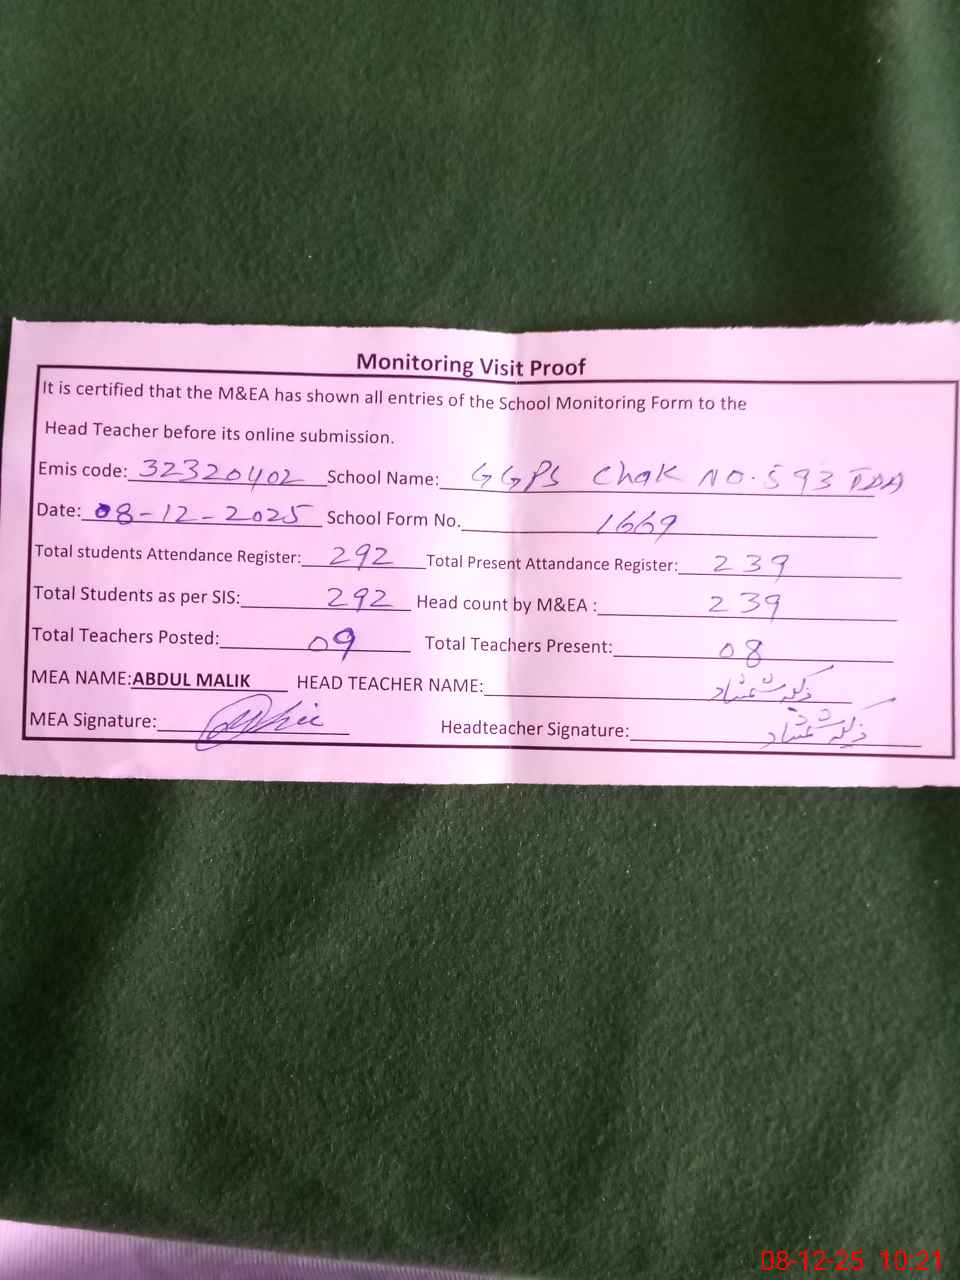 Monitoring Visit Proof
It is certified that the M&EA has shown all entries of the School Monitoring Form to the
Head Teacher before its online submission.
Emis code: 32320402 School Name: GGPS Chak NO. 593 TDA
Date: 08-12-2025 School Form No. 1669
Total students Attendance Register: 292 Total Present Attandance Register: 239
Total Students as per SIS: 292 Head count by M&EA : 239
Total Teachers Posted: 09 Total Teachers Present: 08
MEA NAME: ABDUL MALIK HEAD TEACHER NAME:
MEA Signature: Headteacher Signature:
08-12-25 10:21